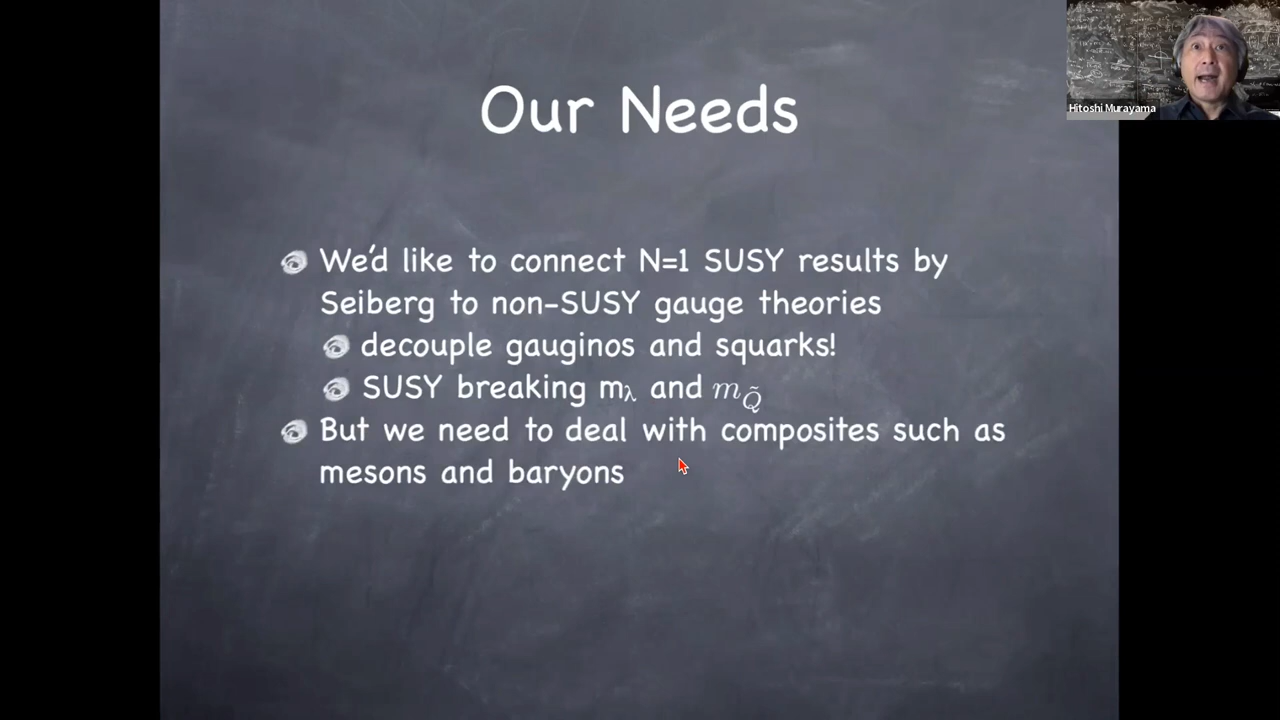 Our Needs
We'd like to connect N=1 SUSY results by
Seiberg to non-SUSY gauge theories
decouple gauginos and squarks!
SUSY breaking mλ and m_Q̃
But we need to deal with composites such as
mesons and baryons
Hitoshi Murayama